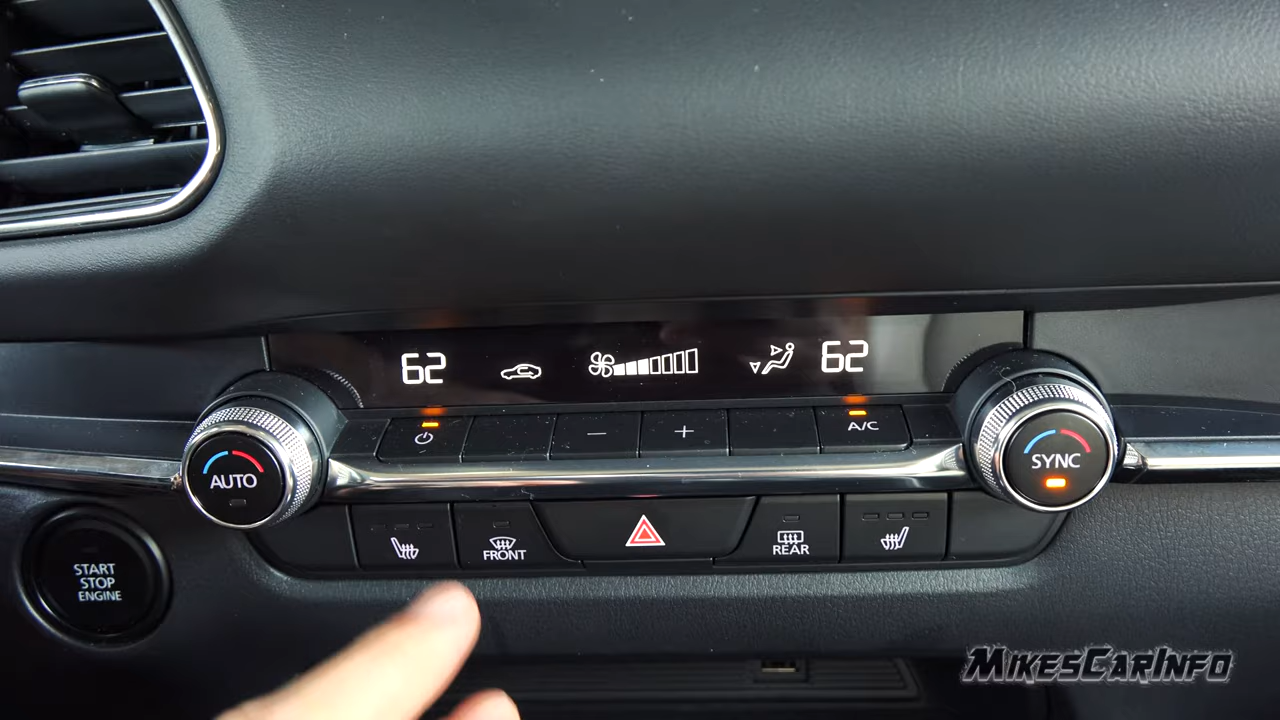 62
62
A/C
AUTO
SYNC
FRONT
REAR
START
STOP
ENGINE
MIKESCARINFO